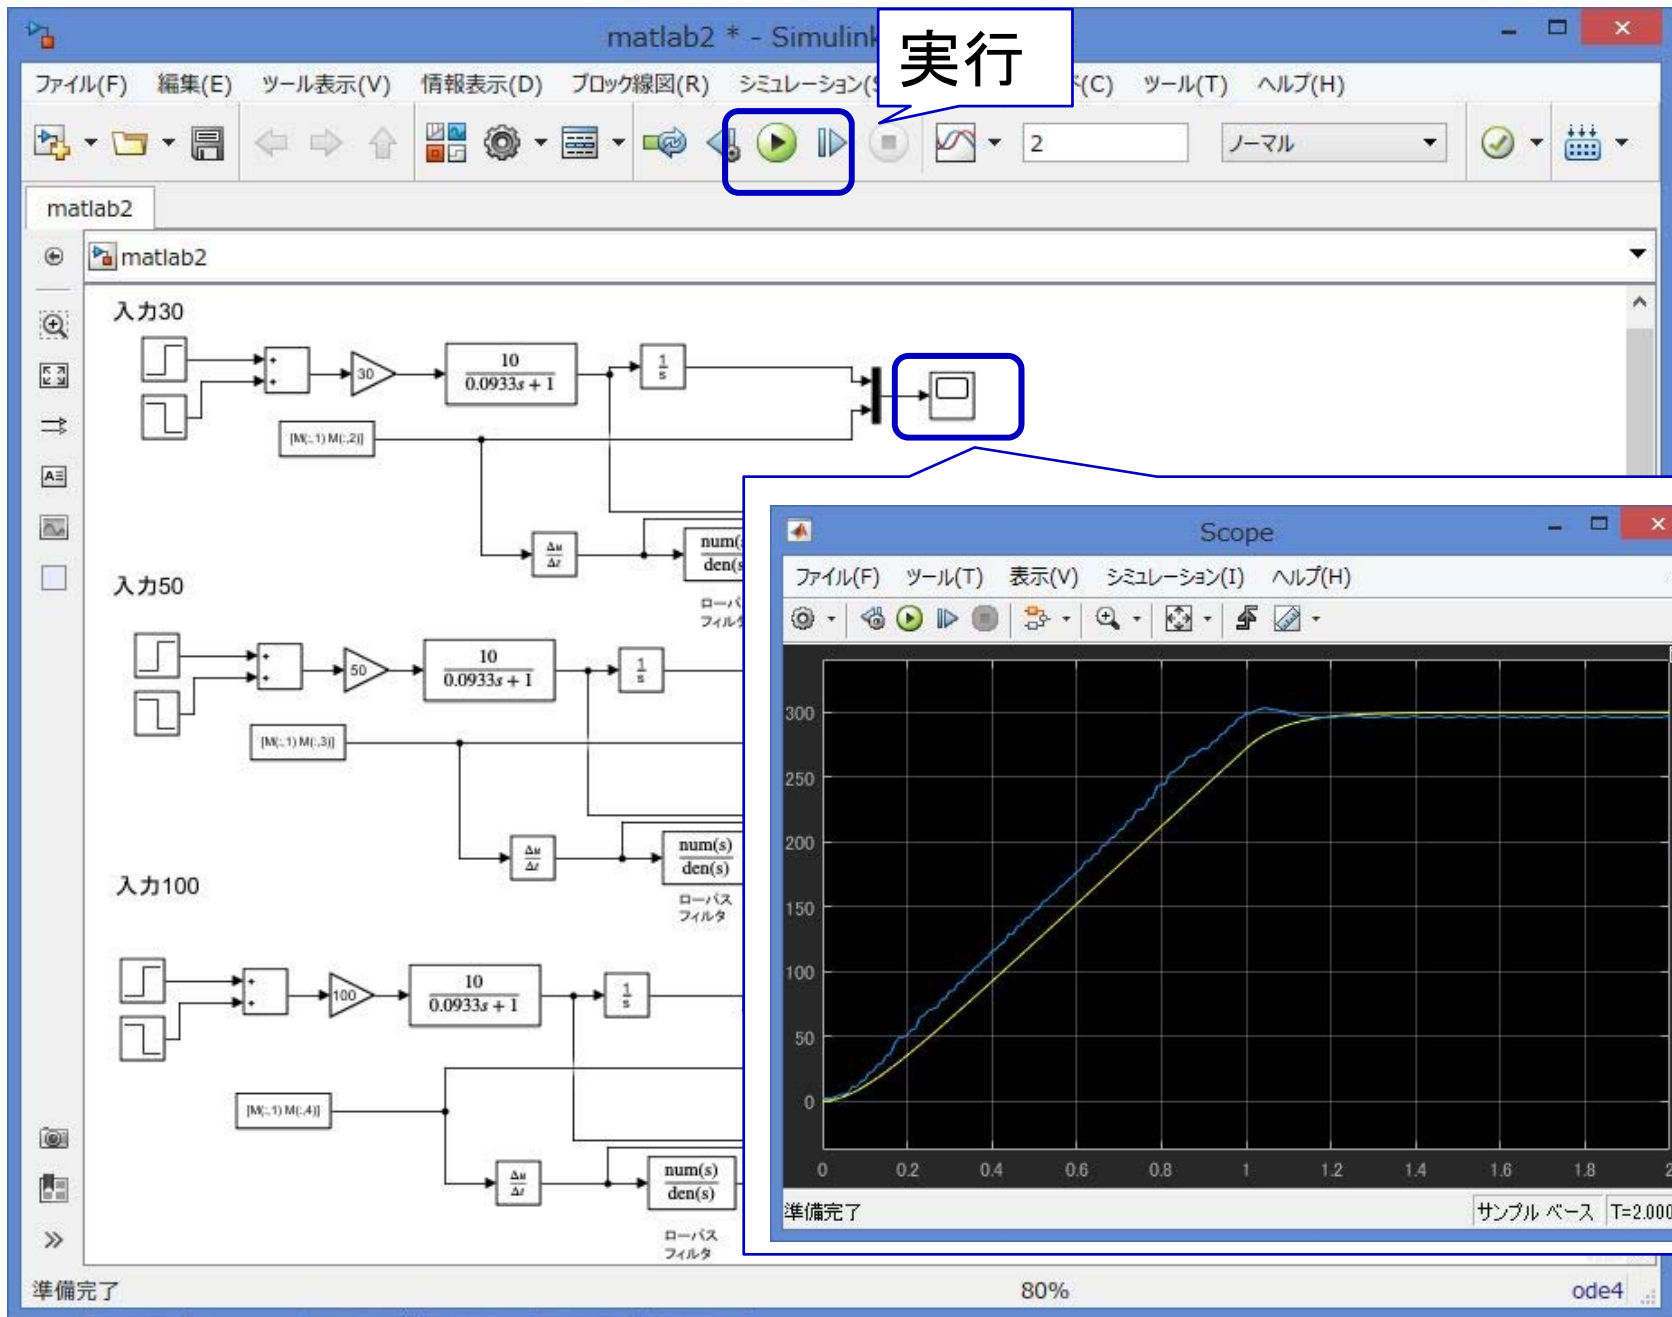 matlab2 * - Simulink
実行
ファイル(F) 編集(E) ツール表示(V) 情報表示(D) ブロック線図(R) シミュレーション(S (C) ツール(T) ヘルプ(H)
2 ノーマル
matlab2
matlab2
入力30
+
+
30
10
0.0933s + 1
1
s
[M(:,1) M(:,2)]
Δu
Δt
num(s
den(s
ローパ
フィル
入力50
+
+
50
10
0.0933s + 1
1
s
[M(:,1) M(:,3)]
Δu
Δt
num(s)
den(s)
ローパス
フィルタ
入力100
+
+
100
10
0.0933s + 1
1
s
[M(:,1) M(:,4)]
Δu
Δt
num(s)
den(s)
ローパス
フィルタ
Scope
ファイル(F) ツール(T) 表示(V) シミュレーション(I) ヘルプ(H)
300
250
200
150
100
50
0
0 0.2 0.4 0.6 0.8 1 1.2 1.4 1.6 1.8 2
準備完了 サンプル ベース T=2.000
準備完了 80% ode4